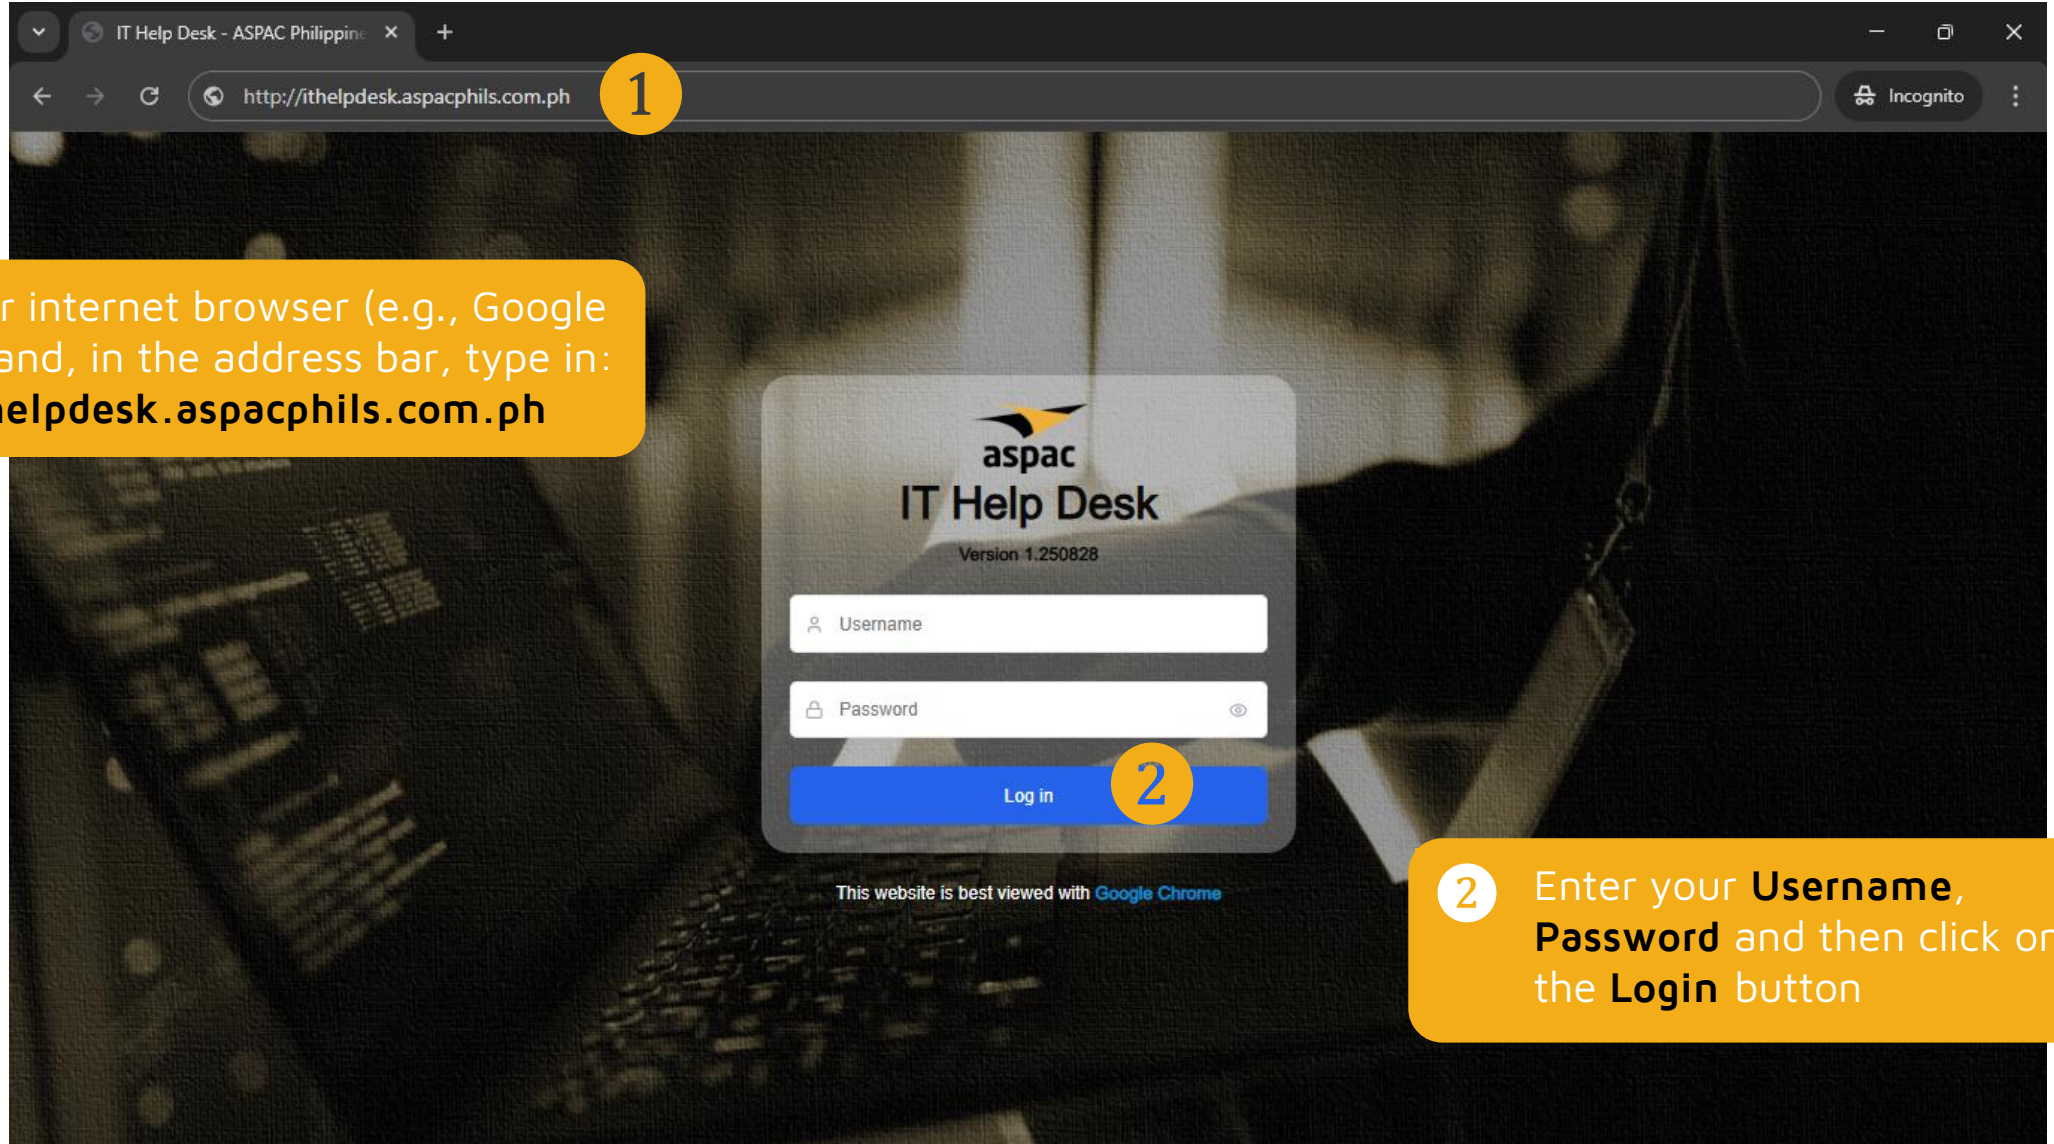 IT Help Desk - ASPAC Philippine
http://ithelpdesk.aspacphils.com.ph
1
Incognito
r internet browser (e.g., Google
and, in the address bar, type in:
helpdesk.aspacphils.com.ph
aspac
IT Help Desk
Version 1.250828
Username
Password
Log in
2
This website is best viewed with Google Chrome
2
Enter your Username,
Password and then click on
the Login button